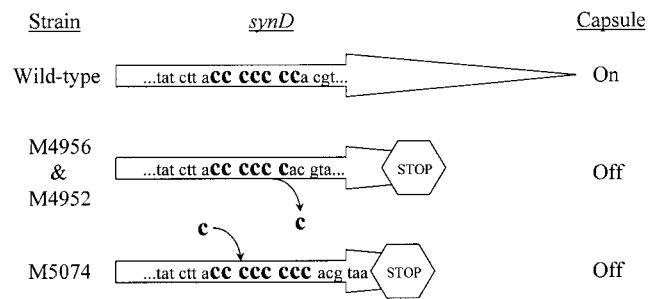 Strain synD Capsule
Wild-type ...tat ctt acc ccc cca cgt... On
M4956
& ...tat ctt acc ccc cac gta... STOP Off
M4952
c c
M5074 ...tat ctt acc ccc ccc acg taa STOP Off